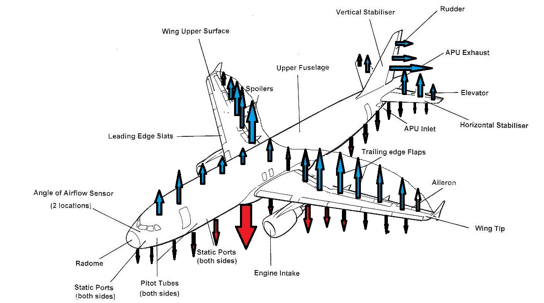 Rudder
Vertical Stabiliser
Wing Upper Surface
APU Exhaust
Upper Fuselage
Spoilers
Elevator
Horizontal Stabiliser
APU Inlet
Leading Edge Slats
Trailing edge Flaps
Aileron
Angle of Airflow Sensor
(2 locations)
Wing Tip
Static Ports
(both sides)
Radome
Engine Intake
Pitot Tubes
(both sides)
Static Ports
(both sides)